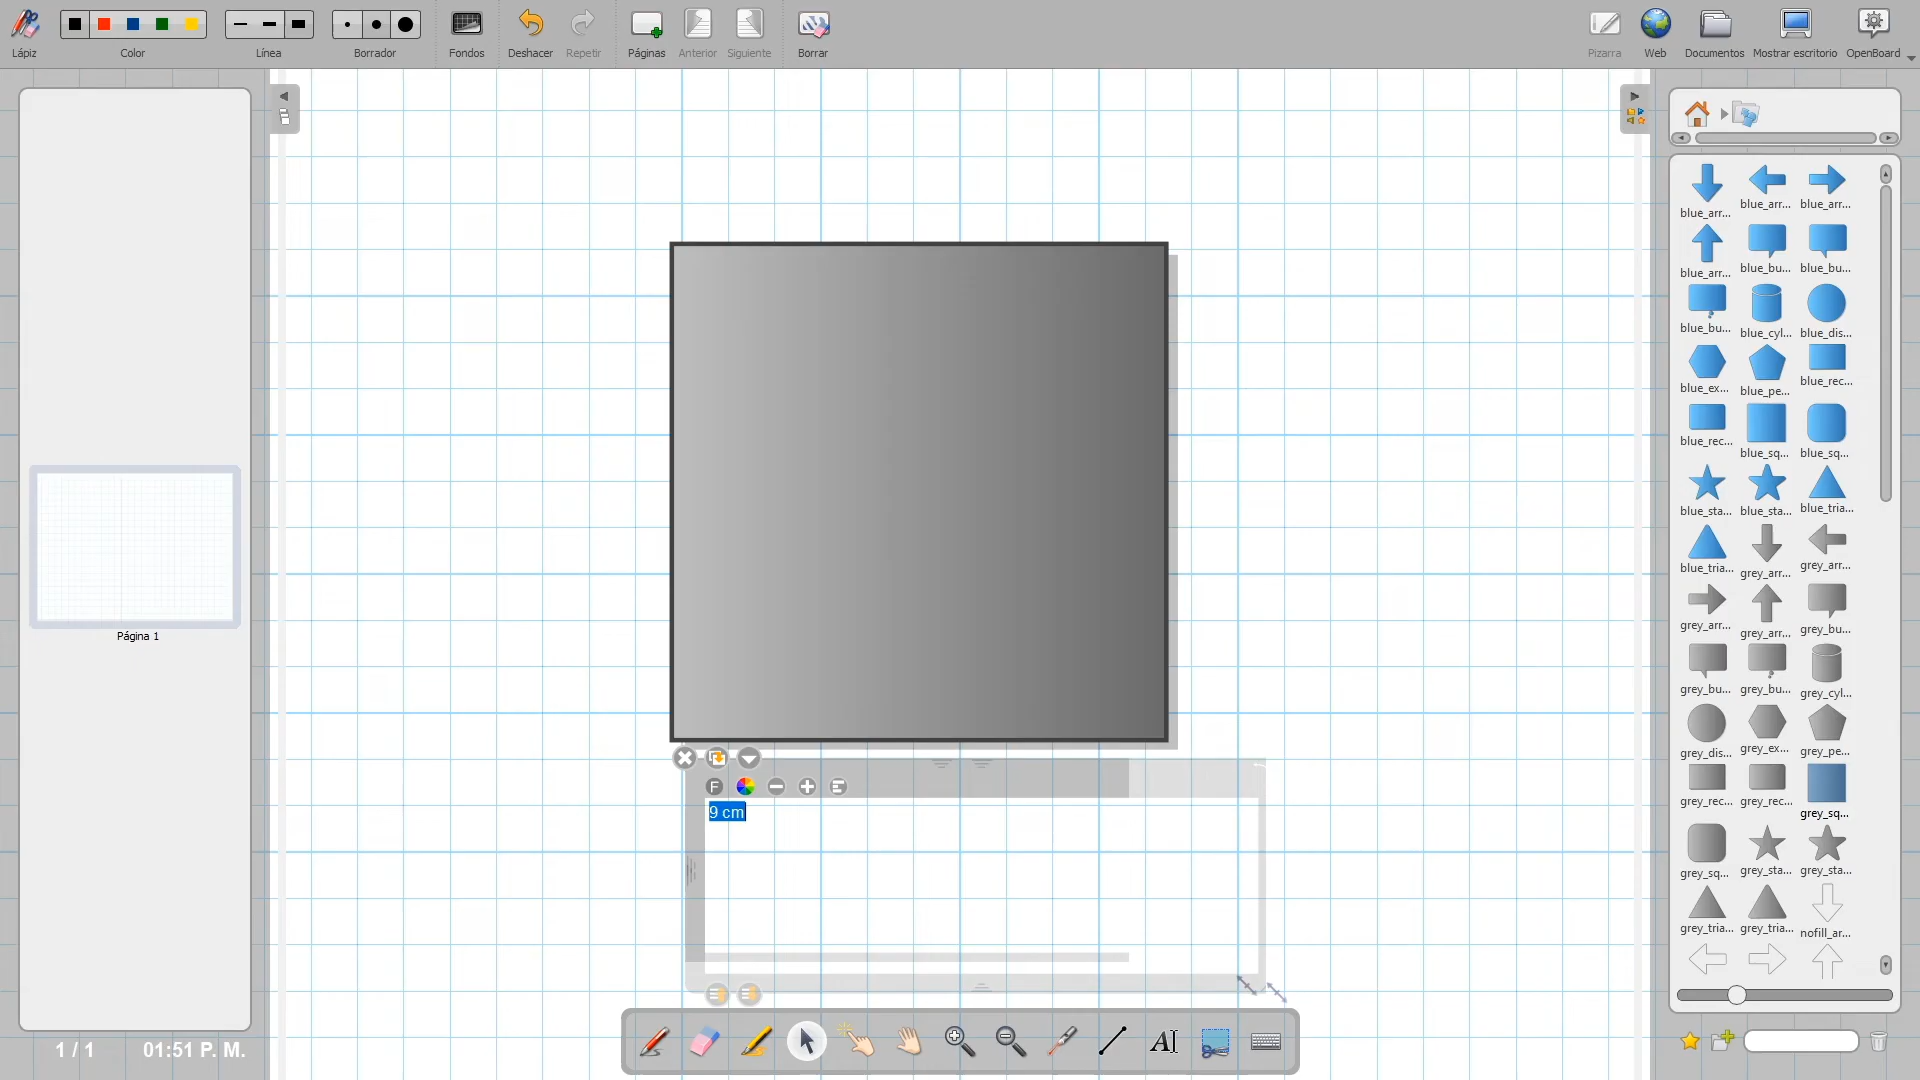 Lápiz
Color
Línea
Borrador
Fondos
Deshacer
Repetir
Páginas
Anterior
Siguiente
Borrar
Pizarra
Web
Documentos
Mostrar escritorio
OpenBoard
Página 1
1 / 1
01:51 P. M.
F
9 cm
AI
blue_arr...
blue_arr...
blue_arr...
blue_arr...
blue_bu...
blue_bu...
blue_bu...
blue_cyl...
blue_dis...
blue_ex...
blue_pe...
blue_rec...
blue_rec...
blue_sq...
blue_sq...
blue_sta...
blue_sta...
blue_tria...
blue_tria...
grey_arr...
grey_arr...
grey_arr...
grey_arr...
grey_bu...
grey_bu...
grey_bu...
grey_cyl...
grey_dis...
grey_ex...
grey_pe...
grey_rec...
grey_rec...
grey_sq...
grey_sq...
grey_sta...
grey_sta...
grey_tria...
grey_tria...
nofill_ar...